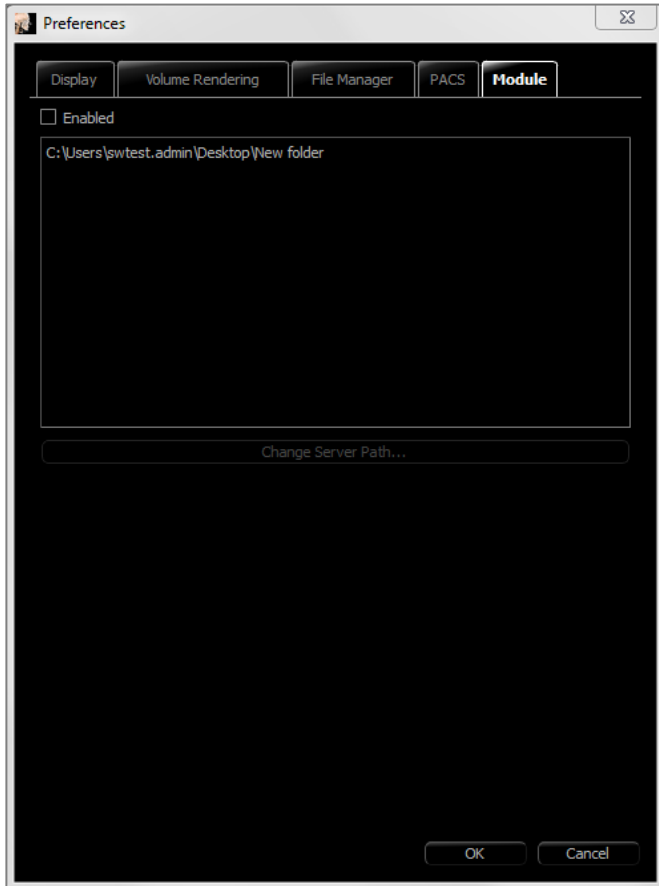 Preferences
Display Volume Rendering File Manager PACS Module
Enabled
C:\Users\swtest.admin\Desktop\New folder
Change Server Path...
OK Cancel